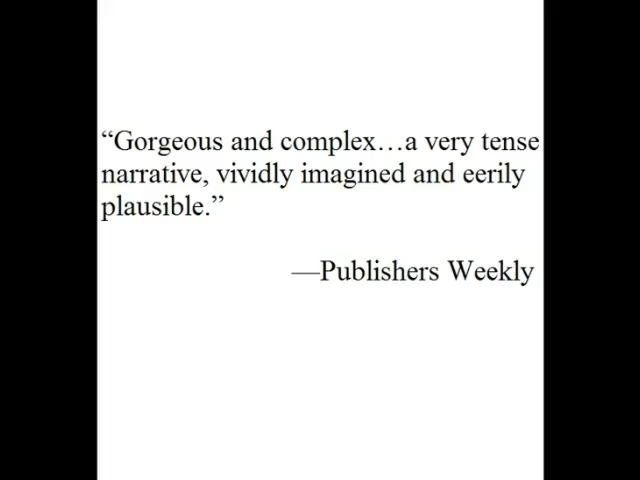 “Gorgeous and complex…a very tense
narrative, vividly imagined and eerily
plausible.”
—Publishers Weekly